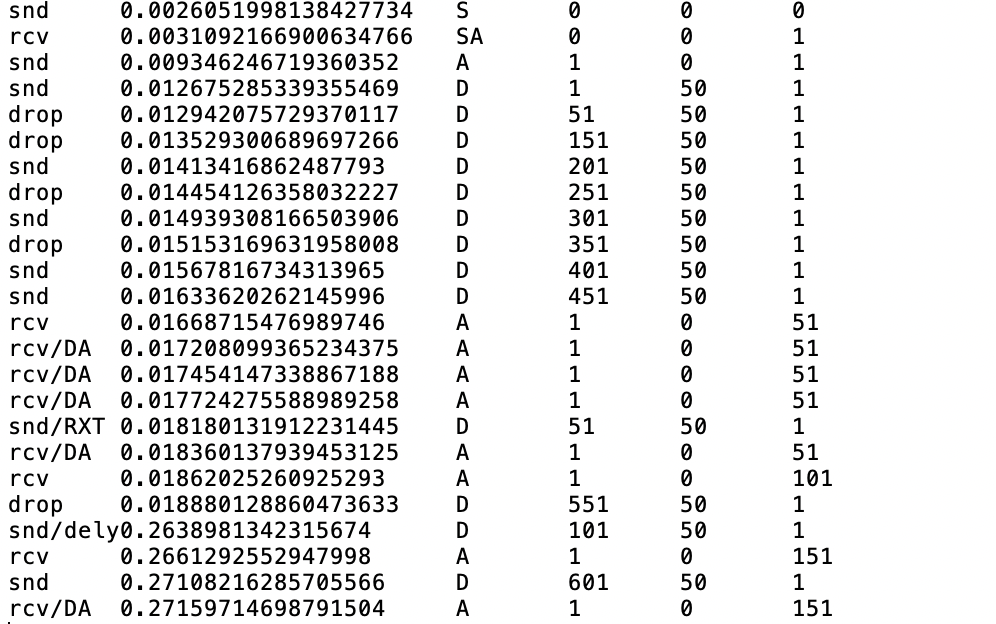 snd 0.0026051998138427734 S 0 0 0
rcv 0.0031092166900634766 SA 0 0 1
snd 0.009346246719360352 A 1 0 1
snd 0.012675285339355469 D 1 50 1
drop 0.012942075729370117 D 51 50 1
drop 0.013529300689697266 D 151 50 1
snd 0.01413416862487793 D 201 50 1
drop 0.014454126358032227 D 251 50 1
snd 0.014939308166503906 D 301 50 1
drop 0.015153169631958008 D 351 50 1
snd 0.01567816734313965 D 401 50 1
snd 0.01633620262145996 D 451 50 1
rcv 0.01668715476989746 A 1 0 51
rcv/DA 0.017208099365234375 A 1 0 51
rcv/DA 0.017454147338867188 A 1 0 51
rcv/DA 0.017724275588989258 A 1 0 51
snd/RXT 0.018180131912231445 D 51 50 1
rcv/DA 0.018360137939453125 A 1 0 51
rcv 0.01862025260925293 A 1 0 101
drop 0.018880128860473633 D 551 50 1
snd/dely0.2638981342315674 D 101 50 1
rcv 0.2661292552947998 A 1 0 151
snd 0.27108216285705566 D 601 50 1
rcv/DA 0.27159714698791504 A 1 0 151